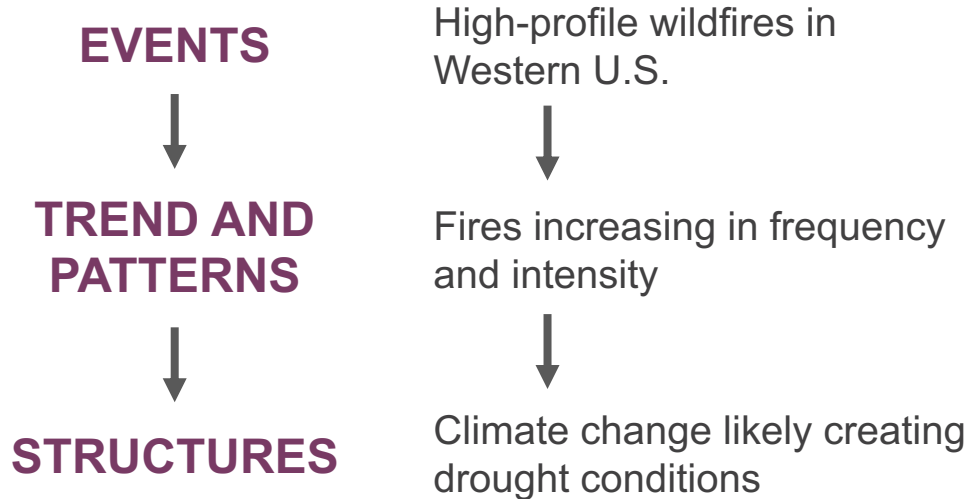 EVENTS
High-profile wildfires in
Western U.S.
TREND AND
PATTERNS
Fires increasing in frequency
and intensity
STRUCTURES
Climate change likely creating
drought conditions